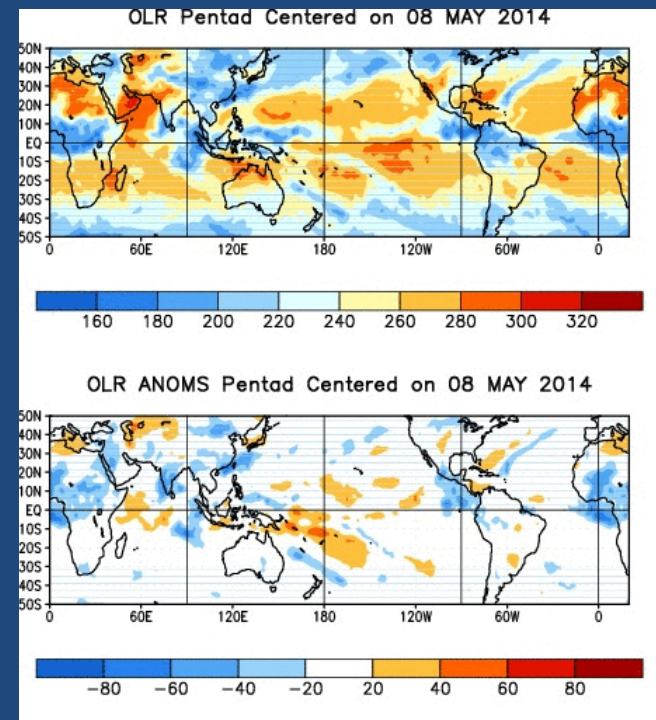 OLR Pentad Centered on 08 MAY 2014
50N
40N
30N
20N
10N
EQ
10S
20S
30S
40S
50S
0 60E 120E 180 120W 60W 0
160 180 200 220 240 260 280 300 320
OLR ANOMS Pentad Centered on 08 MAY 2014
50N
40N
30N
20N
10N
EQ
10S
20S
30S
40S
50S
0 60E 120E 180 120W 60W 0
-80 -60 -40 -20 20 40 60 80